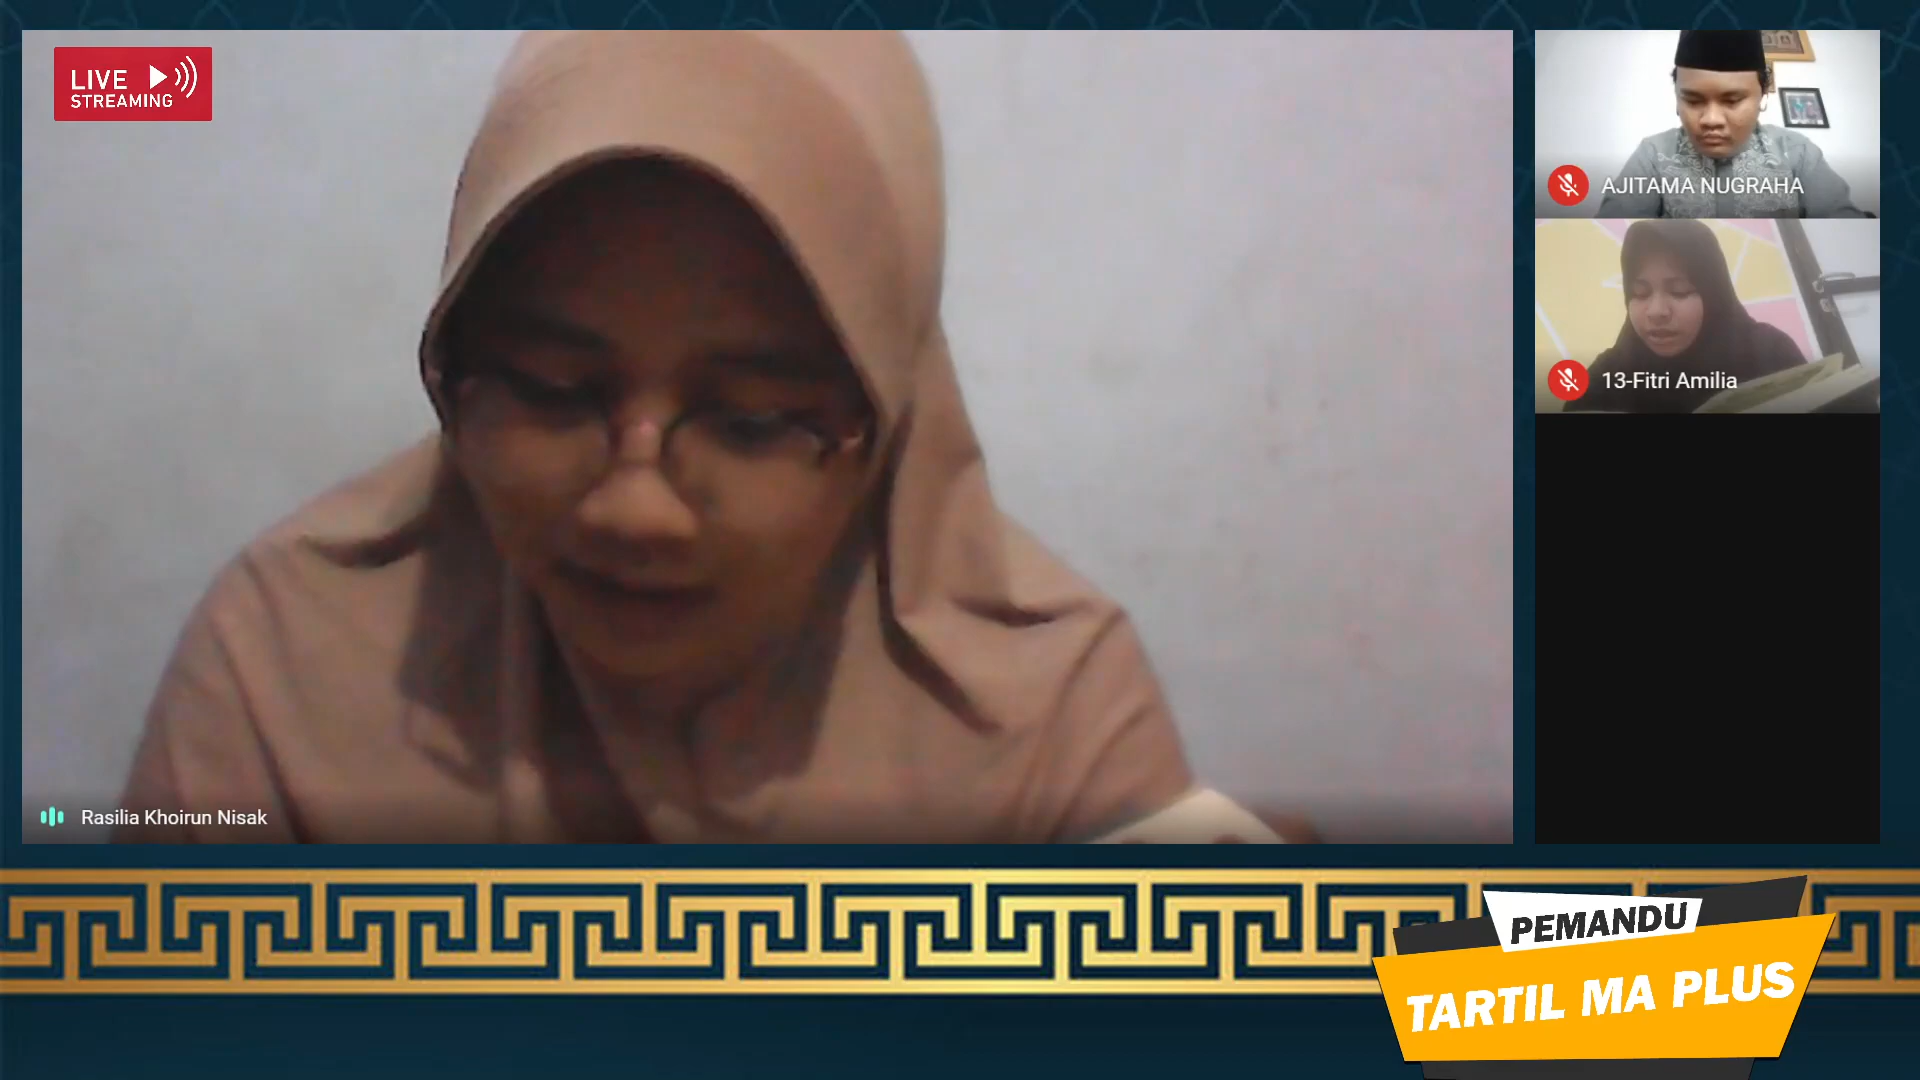 LIVE
STREAMING
AJITAMA NUGRAHA
13-Fitri Amilia
Rasilia Khoirun Nisak
PEMANDU
TARTIL MA PLUS